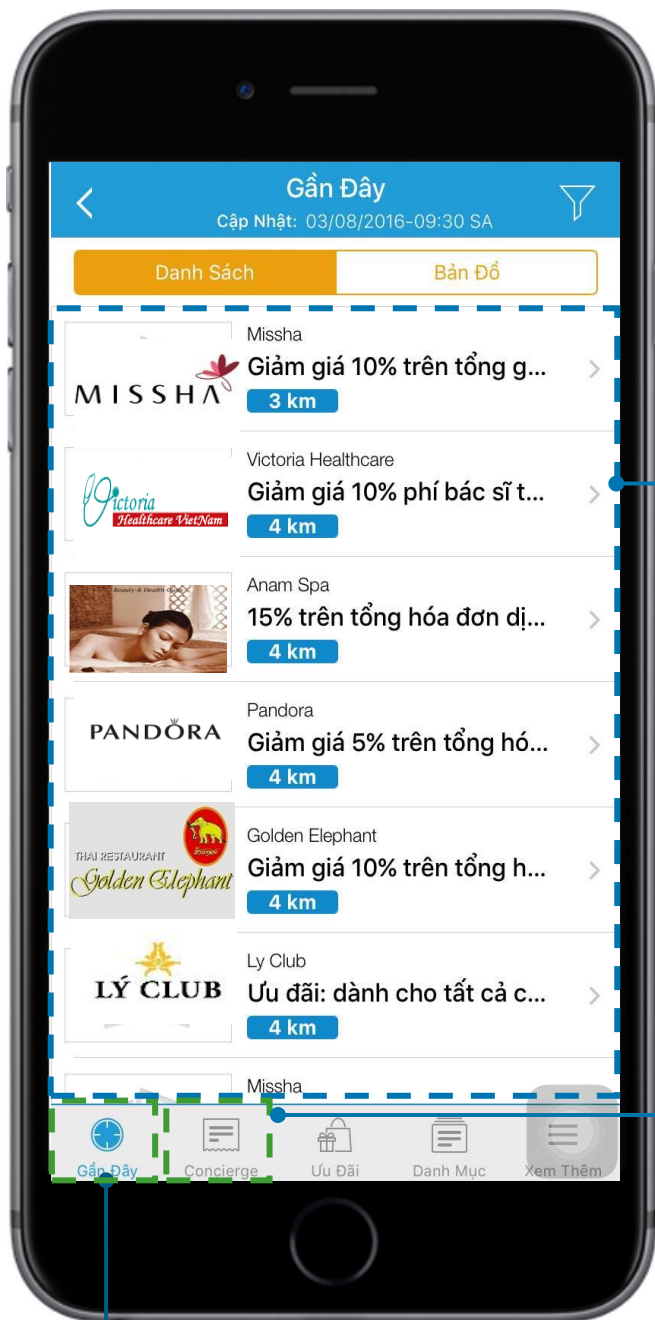 Gần Đây
Cập Nhật: 03/08/2016-09:30 SA
Danh Sách
Bản Đồ
Missha
MISSHA
Giảm giá 10% trên tổng g...
3 km
Victoria Healthcare
Victoria
Healthcare VietNam
Giảm giá 10% phí bác sĩ t...
4 km
Anam Spa
Beauty & Health
15% trên tổng hóa đơn dị...
4 km
Pandora
PANDÖRA
Giảm giá 5% trên tổng hó...
4 km
Golden Elephant
THAI RESTAURANT
Golden Elephant
Giảm giá 10% trên tổng h...
4 km
Ly Club
LÝ CLUB
Ưu đãi: dành cho tất cả c...
4 km
Missha
Gần Đây
Concierge
Ưu Đãi
Danh Mục
Xem Thêm